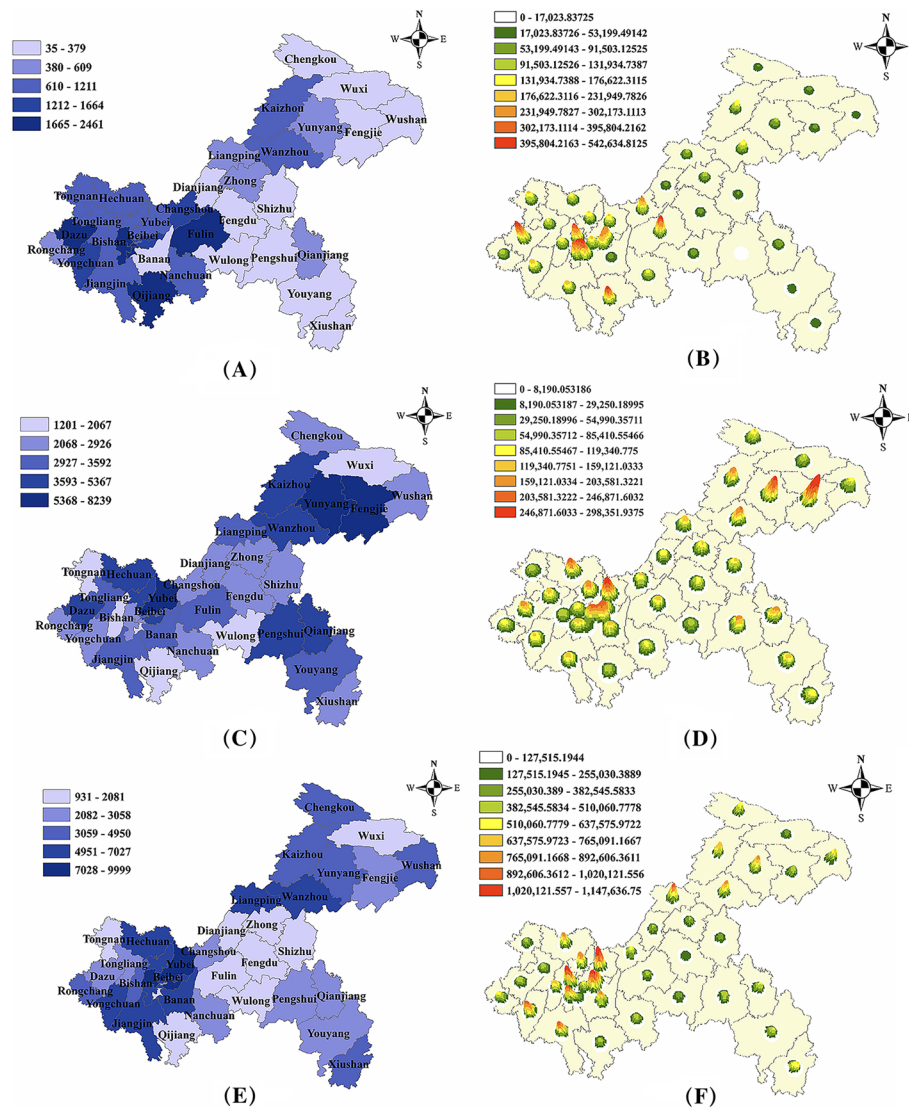 N
W E
S
35 - 379
380 - 609
610 - 1211
1212 - 1664
1665 - 2461
Chengkou
Wuxi
Kaizhou
Wushan
Yunyang
Fengjie
Wanzhou
Liangping
Zhong
Dianjiang
Tongnan
Hechuan
Changshou
Shizhu
Tongliang
Yubei
Fengdu
Dazu
Beibei
Fulin
Bishan
Rongchang
Banan
Wulong
Pengshui
Qianjiang
Yongchuan
Nanchuan
Jiangjin
Qijiang
Youyang
Xiushan
(A)
0 - 17,023.83725
17,023.83726 - 53,199.49142
53,199.49143 - 91,503.12525
91,503.12526 - 131,934.7387
131,934.7388 - 176,622.3115
176,622.3116 - 231,949.7826
231,949.7827 - 302,173.1113
302,173.1114 - 395,804.2162
395,804.2163 - 542,634.8125
N
W E
S
(B)
N
W E
S
1201 - 2067
2068 - 2926
2927 - 3592
3593 - 5367
5368 - 8239
Chengkou
Wuxi
Kaizhou
Wushan
Yunyang
Fengjie
Wanzhou
Liangping
Zhong
Dianjiang
Tongnan
Hechuan
Changshou
Shizhu
Tongliang
Yubei
Fengdu
Dazu
Beibei
Fulin
Bishan
Rongchang
Banan
Wulong
Pengshui
Qianjiang
Yongchuan
Nanchuan
Jiangjin
Youyang
Qijiang
Xiushan
(C)
0 - 8,190.053186
8,190.053187 - 29,250.18995
29,250.18996 - 54,990.35711
54,990.35712 - 85,410.55466
85,410.55467 - 119,340.775
119,340.7751 - 159,121.0333
159,121.0334 - 203,581.3221
203,581.3222 - 246,871.6032
246,871.6033 - 298,351.9375
N
W
S
(D)
N
W E
S
931 - 2081
2082 - 3058
3059 - 4950
4951 - 7027
7028 - 9999
Chengkou
Wuxi
Kaizhou
Wushan
Yunyang
Fengjie
Liangping
Wanzhou
Zhong
Dianjiang
Tongnan
Hechuan
Changshou
Shizhu
Tongliang
Yubei
Fengdu
Dazu
Beibei
Fulin
Bishan
Rongchang
Banan
Wulong
Pengshui
Qianjiang
Yongchuan
Nanchuan
Jiangjin
Qijiang
Youyang
Xiushan
(E)
0 - 127,515.1944
127,515.1945 - 255,030.3889
255,030.389 - 382,545.5833
382,545.5834 - 510,060.7778
510,060.7779 - 637,575.9722
637,575.9723 - 765,091.1667
765,091.1668 - 892,606.3611
892,606.3612 - 1,020,121.556
1,020,121.557 - 1,147,636.75
N
W E
S
(F)